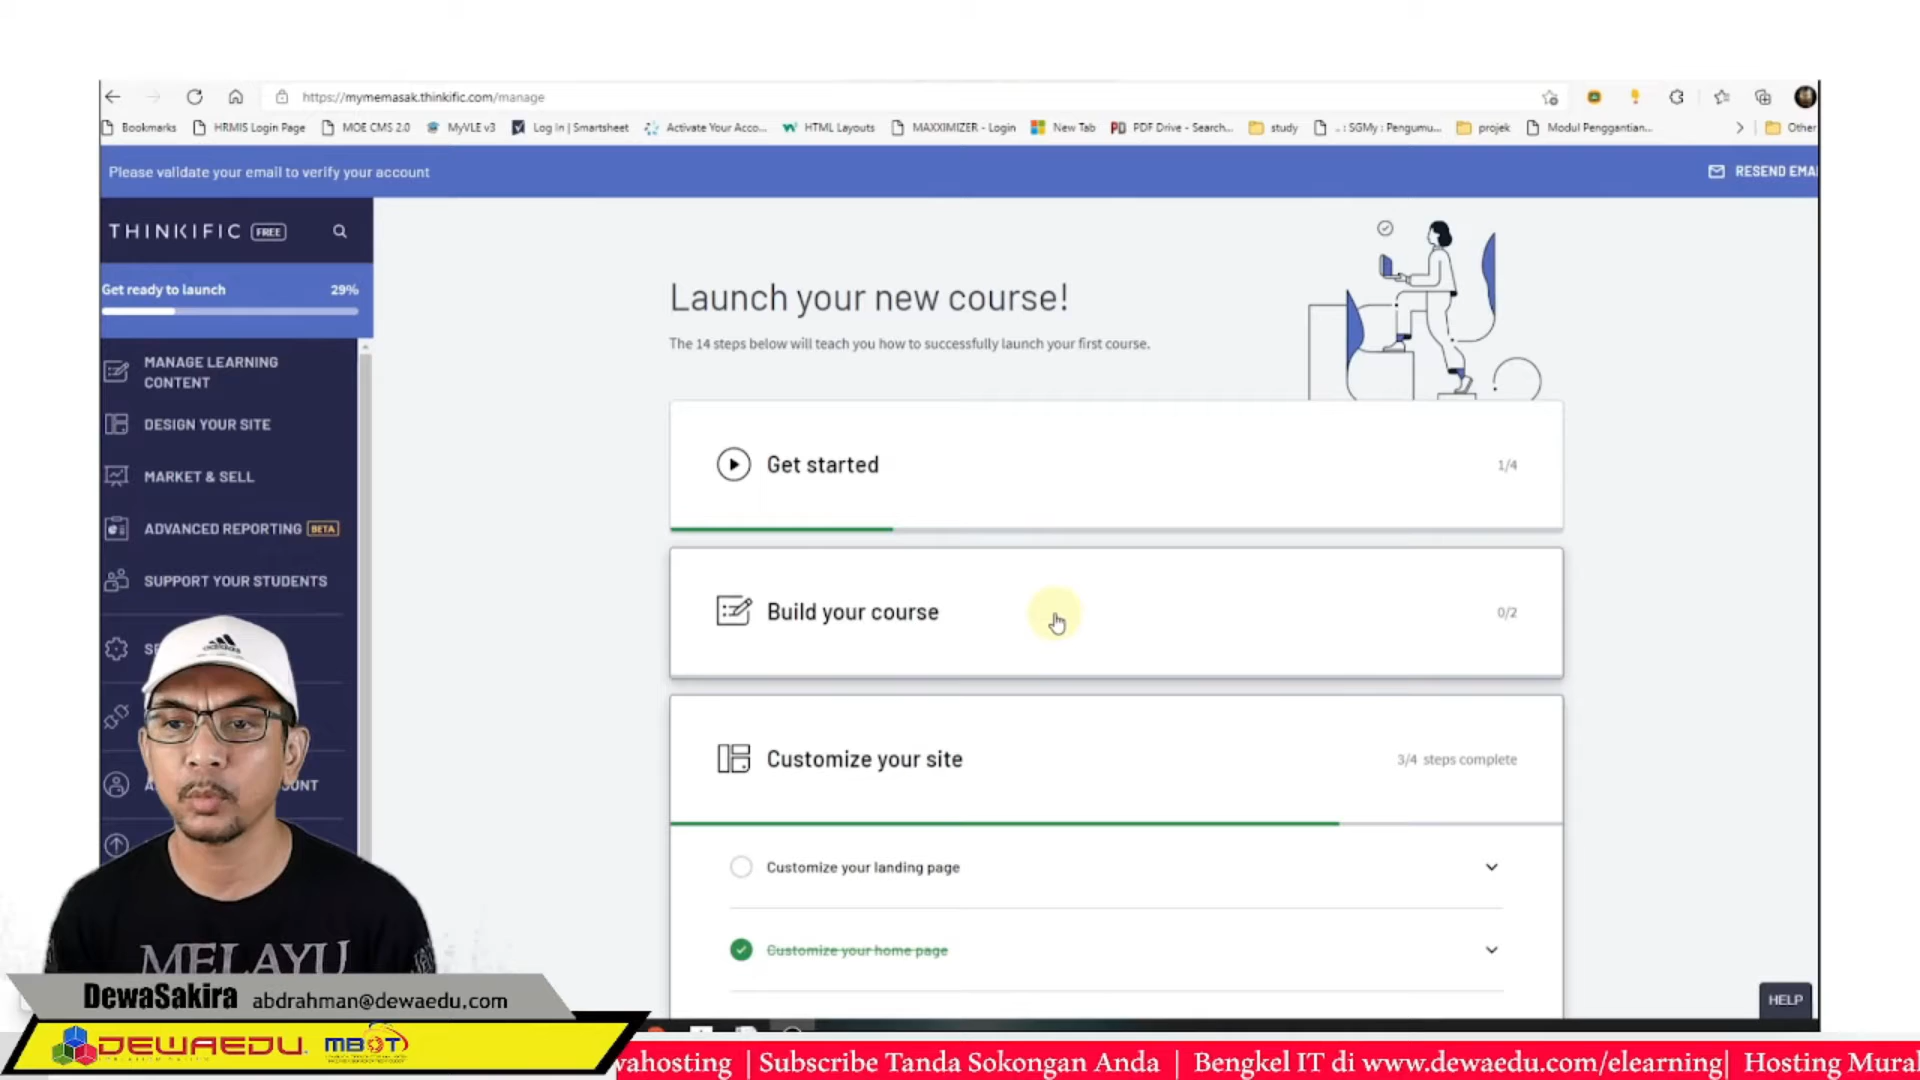 https://mymemasak.thinkific.com/manage
Bookmarks HRMIS Login Page MOE CMS 2.0 MyVLE v3 Log In | Smartsheet Activate Your Acco... HTML Layouts MAXXIMIZER - Login New Tab PDF Drive - Search... study .. : SGMy : Pengumu... projek Modul Penggantian... Other
Please validate your email to verify your account
RESEND EMA
THINKIFIC FREE
Get ready to launch 29%
MANAGE LEARNING
CONTENT
DESIGN YOUR SITE
MARKET & SELL
ADVANCED REPORTING BETA
SUPPORT YOUR STUDENTS
Launch your new course!
The 14 steps below will teach you how to successfully launch your first course.
Get started 1/4
Build your course 0/2
Customize your site 3/4 steps complete
Customize your landing page
Customize your home page
HELP
MELAYU
DewaSakira abdrahman@dewaedu.com
DEWAEDU MBOT
wahosting | Subscribe Tanda Sokongan Anda | Bengkel IT di www.dewaedu.com/elearning| Hosting Mural